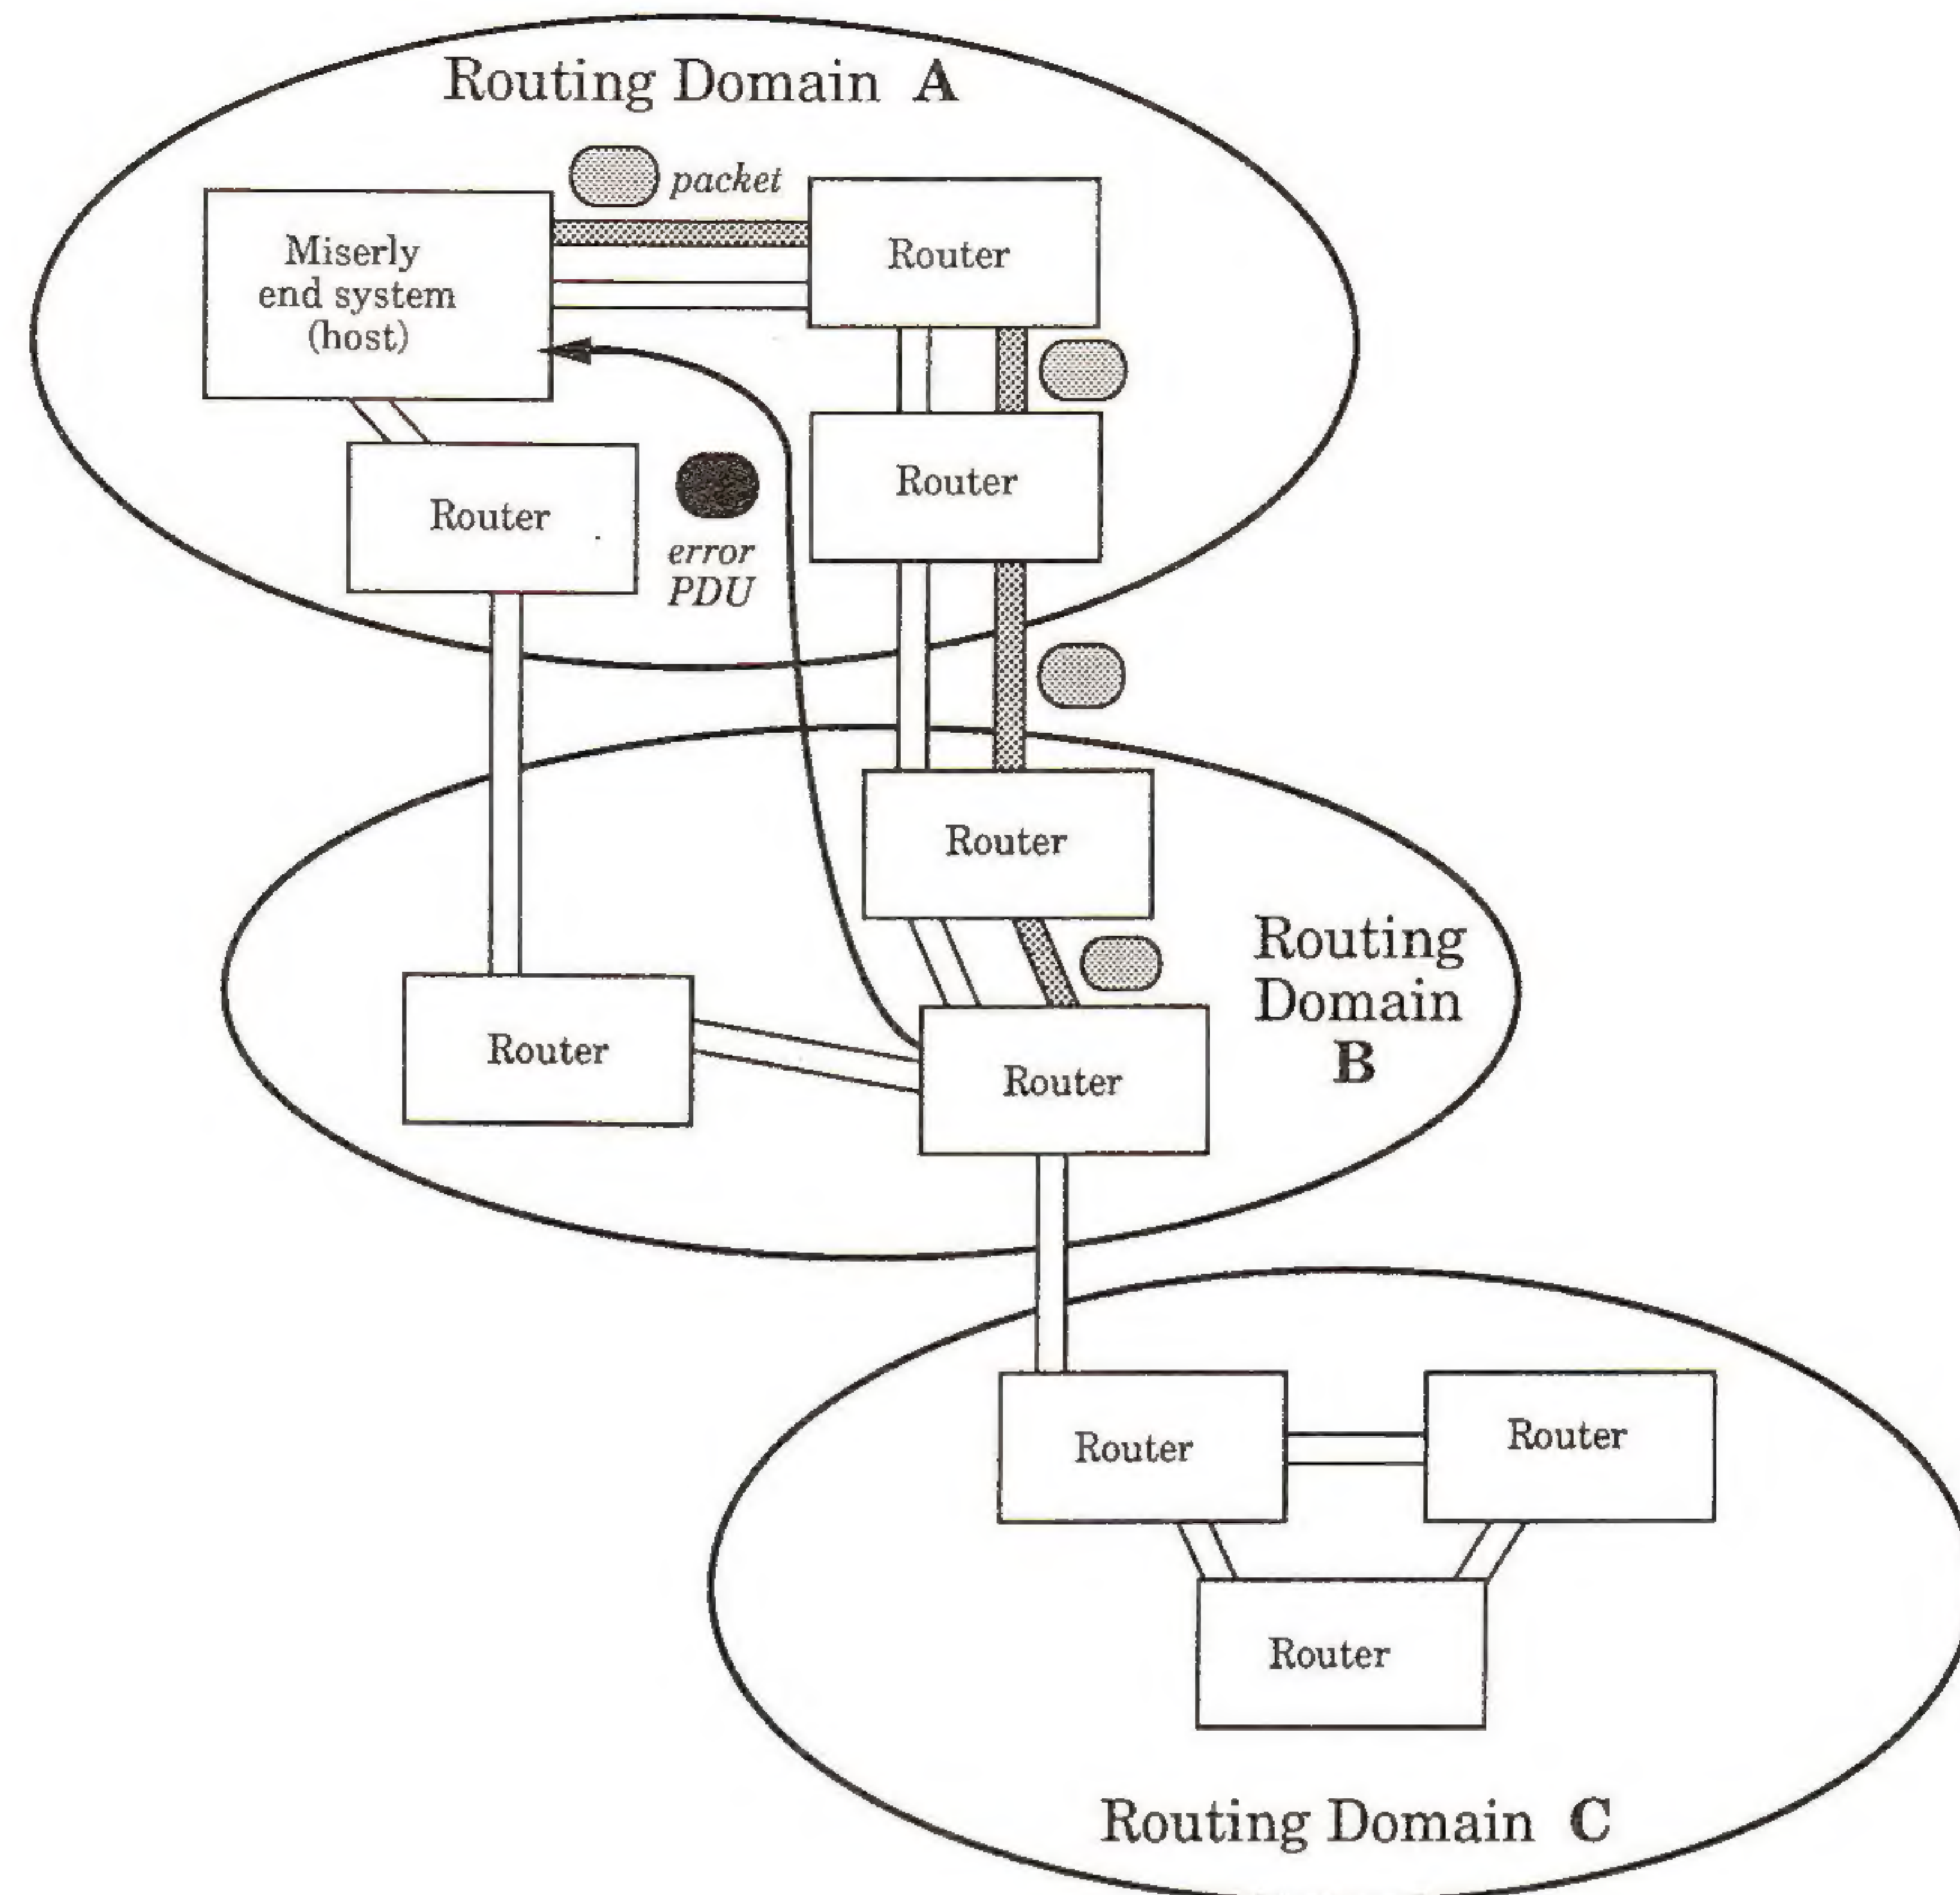 Routing Domain A
packet
Miserly
end system
(host)
Router
Router
Router
error
PDU
Router
Routing
Domain
B
Router
Router
Router
Router
Router
Routing Domain C